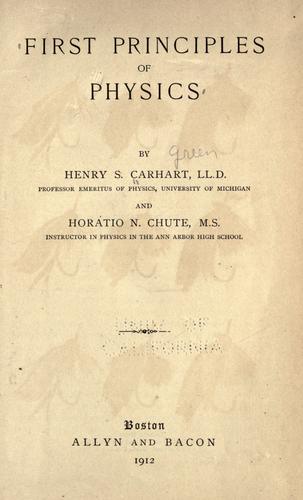 FIRST PRINCIPLES
OF
PHYSICS
BY
green
HENRY S. CARHART, LL.D.
PROFESSOR EMERITUS OF PHYSICS, UNIVERSITY OF MICHIGAN
AND
HORATIO N. CHUTE, M.S.
INSTRUCTOR IN PHYSICS IN THE ANN ARBOR HIGH SCHOOL
Boston
ALLYN AND BACON
1912